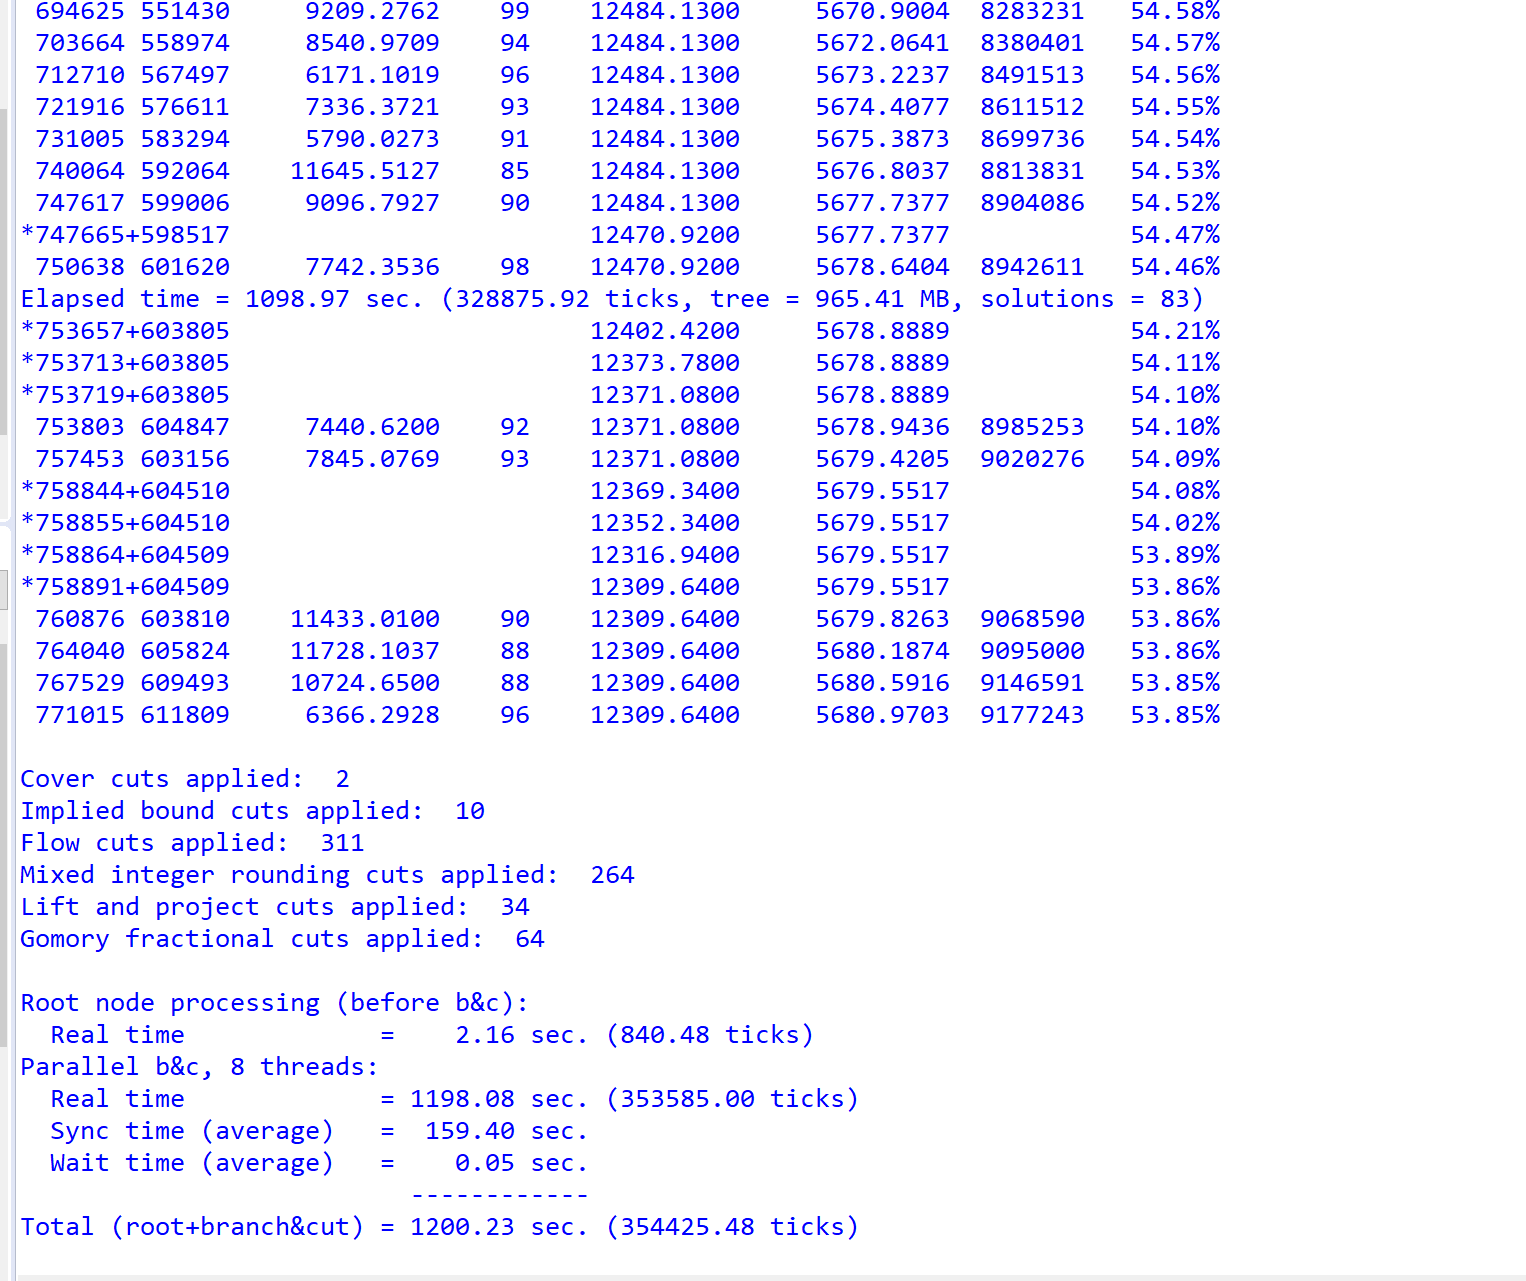 694625 551430     9209.2762    99    12484.1300     5670.9004  8283231   54.58%
703664 558974     8540.9709    94    12484.1300     5672.0641  8380401   54.57%
712710 567497     6171.1019    96    12484.1300     5673.2237  8491513   54.56%
721916 576611     7336.3721    93    12484.1300     5674.4077  8611512   54.55%
731005 583294     5790.0273    91    12484.1300     5675.3873  8699736   54.54%
740064 592064    11645.5127    85    12484.1300     5676.8037  8813831   54.53%
747617 599006     9096.7927    90    12484.1300     5677.7377  8904086   54.52%
*747665+598517                        12470.9200     5677.7377            54.47%
750638 601620     7742.3536    98    12470.9200     5678.6404  8942611   54.46%
Elapsed time = 1098.97 sec. (328875.92 ticks, tree = 965.41 MB, solutions = 83)
*753657+603805                        12402.4200     5678.8889            54.21%
*753713+603805                        12373.7800     5678.8889            54.11%
*753719+603805                        12371.0800     5678.8889            54.10%
753803 604847     7440.6200    92    12371.0800     5678.9436  8985253   54.10%
757453 603156     7845.0769    93    12371.0800     5679.4205  9020276   54.09%
*758844+604510                        12369.3400     5679.5517            54.08%
*758855+604510                        12352.3400     5679.5517            54.02%
*758864+604509                        12316.9400     5679.5517            53.89%
*758891+604509                        12309.6400     5679.5517            53.86%
760876 603810    11433.0100    90    12309.6400     5679.8263  9068590   53.86%
764040 605824    11728.1037    88    12309.6400     5680.1874  9095000   53.86%
767529 609493    10724.6500    88    12309.6400     5680.5916  9146591   53.85%
771015 611809     6366.2928    96    12309.6400     5680.9703  9177243   53.85%
Cover cuts applied:  2
Implied bound cuts applied:  10
Flow cuts applied:  311
Mixed integer rounding cuts applied:  264
Lift and project cuts applied:  34
Gomory fractional cuts applied:  64
Root node processing (before b&c):
  Real time             =    2.16 sec. (840.48 ticks)
Parallel b&c, 8 threads:
  Real time             = 1198.08 sec. (353585.00 ticks)
  Sync time (average)   =  159.40 sec.
  Wait time (average)   =    0.05 sec.
                          ------------
Total (root+branch&cut) = 1200.23 sec. (354425.48 ticks)